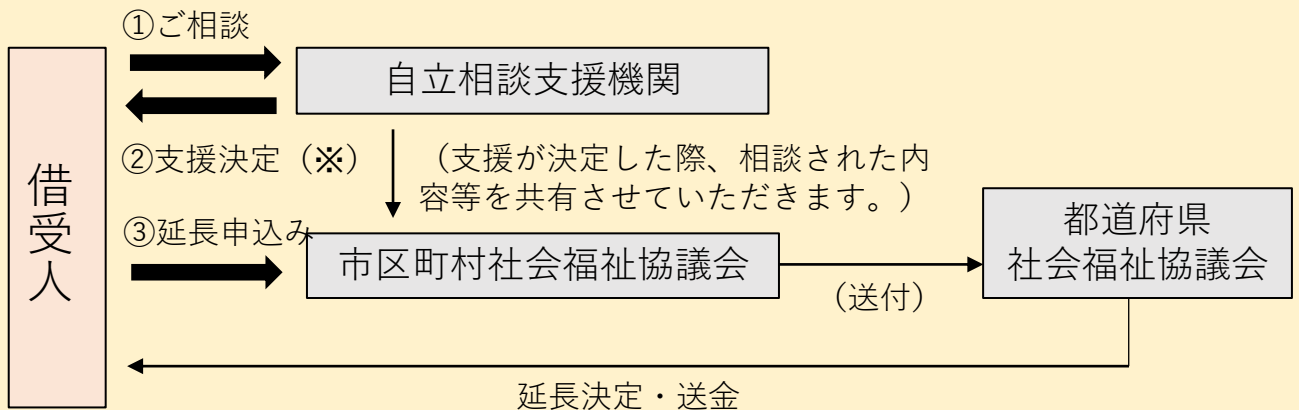 ①ご相談
自立相談支援機関
借受人
②支援決定（※）
（支援が決定した際、相談された内
容等を共有させていただきます。）
③延長申込み
市区町村社会福祉協議会
（送付）
都道府県
社会福祉協議会
延長決定・送金